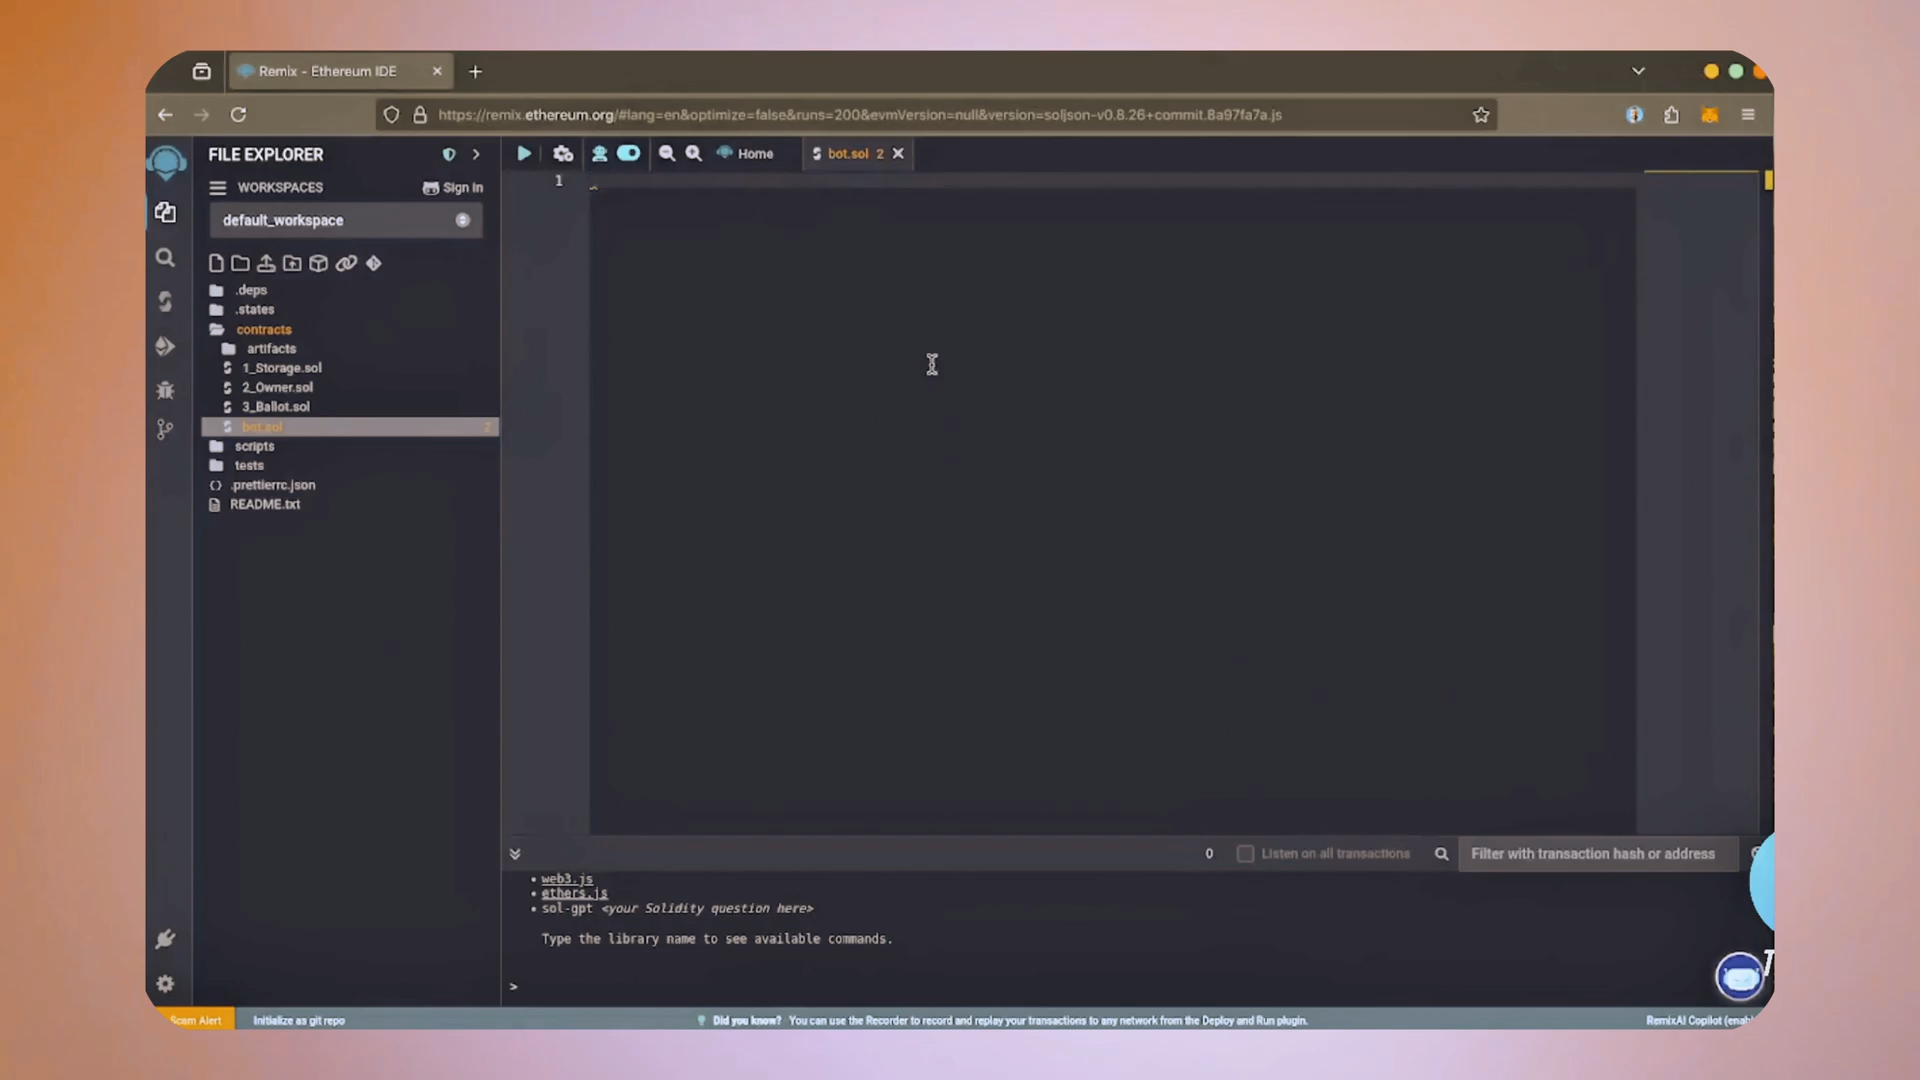 Remix - Ethereum IDE
https://remix.ethereum.org/#lang=en&optimize=false&runs=200&evmVersion=null&version=soljson-v0.8.26+commit.8a97fa7a.js
FILE EXPLORER
Home
bot.sol 2
WORKSPACES
Sign In
1
default_workspace
.deps
.states
contracts
artifacts
1_Storage.sol
2_Owner.sol
3_Ballot.sol
bot.sol 2
scripts
tests
.prettierrc.json
README.txt
0
Listen on all transactions
Filter with transaction hash or address
• web3.js
• ethers.js
• sol-gpt <your Solidity question here>
Type the library name to see available commands.
>
Scam Alert
Initialize as git repo
Did you know? You can use the Recorder to record and replay your transactions to any network from the Deploy and Run plugin.
RemixAI Copilot (enab